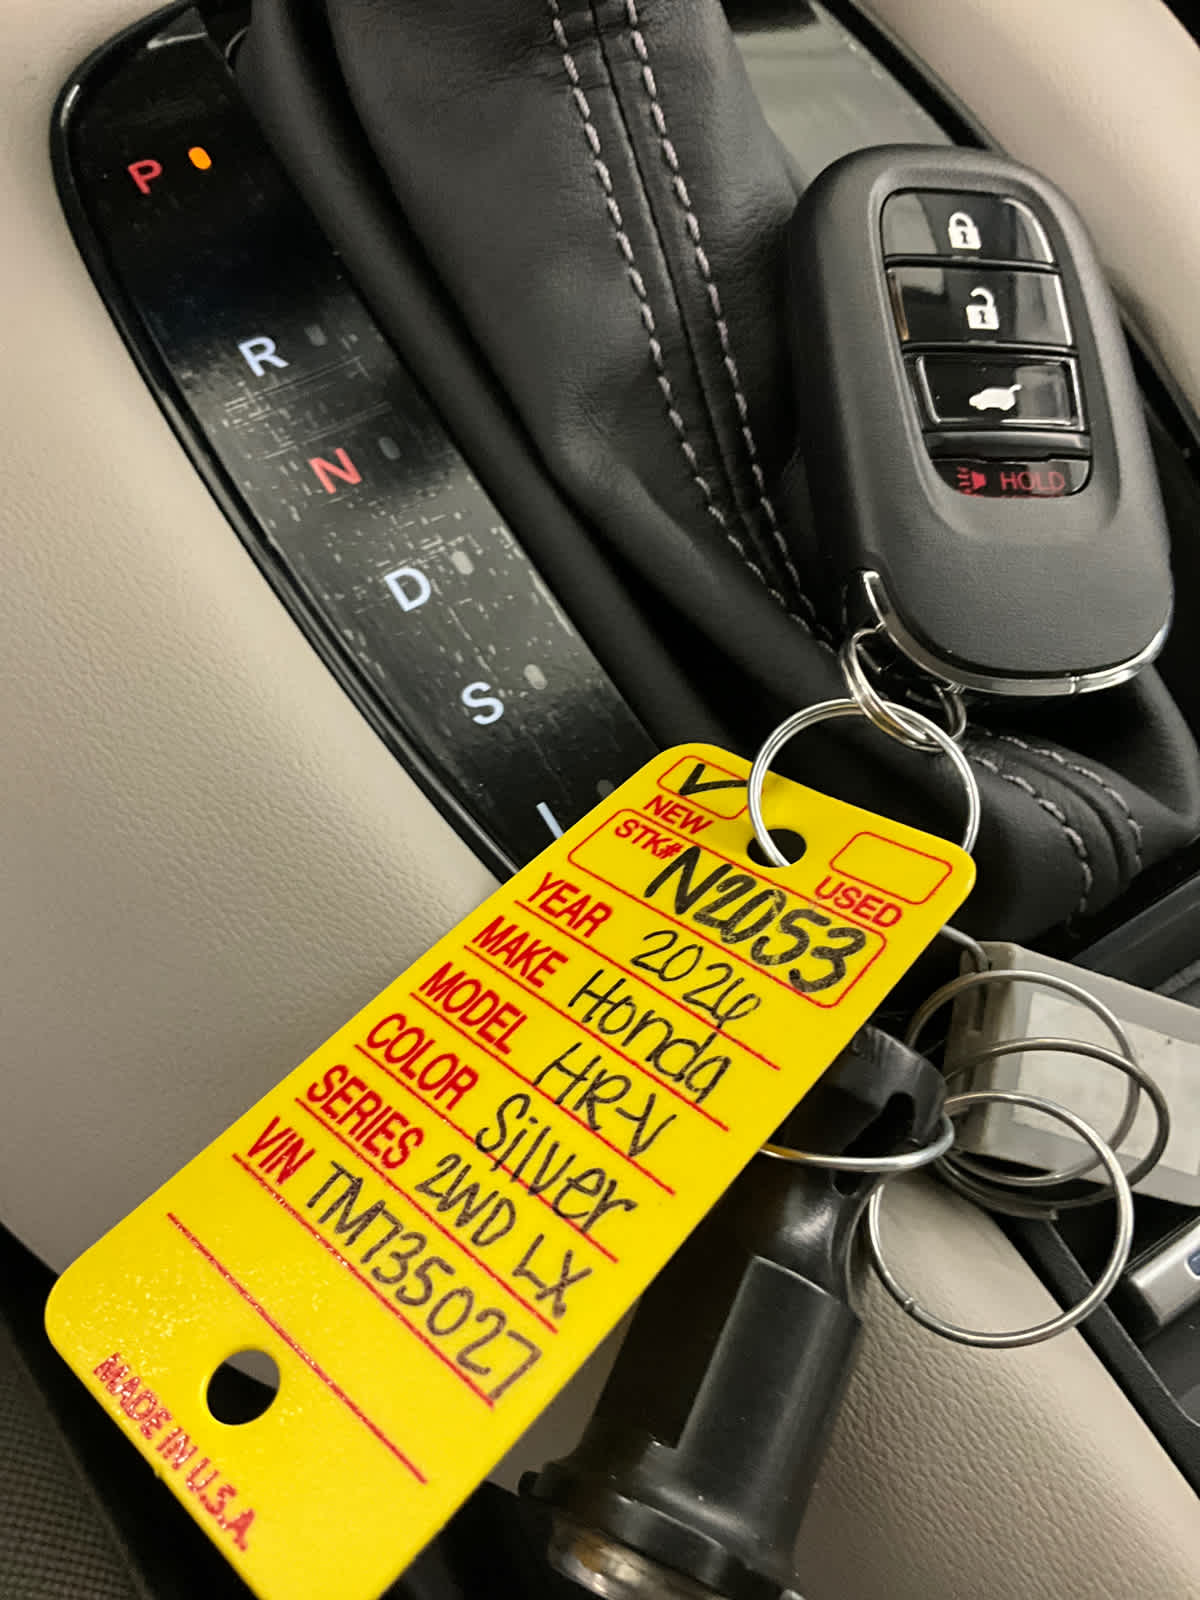 P
R
N
D
S
L
HOLD
✓
NEW
USED
STK# N2053
YEAR 2026
MAKE Honda
MODEL HR-V
COLOR Silver
SERIES 2WD LX
VIN TM735027
MADE IN U.S.A.